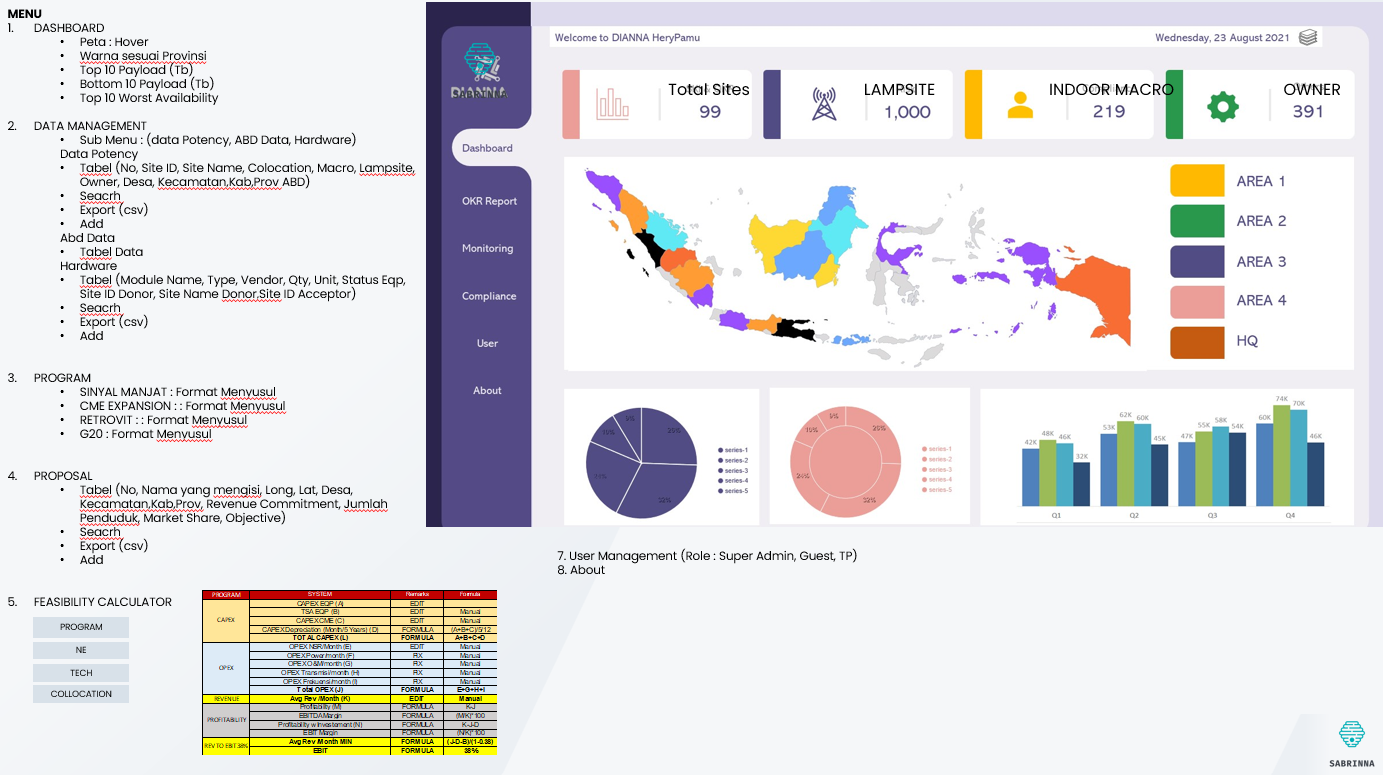 MENU
1. DASHBOARD
• Peta : Hover
• Warna sesuai Provinsi
• Top 10 Payload (Tb)
• Bottom 10 Payload (Tb)
• Top 10 Worst Availability
2. DATA MANAGEMENT
• Sub Menu : (data Potency, ABD Data, Hardware)
Data Potency
• Tabel (No, Site ID, Site Name, Colocation, Macro, Lampsite,
Owner, Desa, Kecamatan,Kab,Prov ABD)
• Seacrh
• Export (csv)
• Add
Abd Data
• Tabel Data
Hardware
• Tabel (Module Name, Type, Vendor, Qty, Unit, Status Eqp,
Site ID Donor, Site Name Donor,Site ID Acceptor)
• Seacrh
• Export (csv)
• Add
3. PROGRAM
• SINYAL MANJAT : Format Menyusul
• CME EXPANSION : : Format Menyusul
• RETROVIT : : Format Menyusul
• G20 : Format Menyusul
4. PROPOSAL
• Tabel (No, Nama yang mengisi, Long, Lat, Desa,
Kecamatan,Kab,Prov, Revenue Commitment, Jumlah
Penduduk, Market Share, Objective)
• Seacrh
• Export (csv)
• Add
5. FEASIBILITY CALCULATOR
PROGRAM
NE
TECH
COLLOCATION
PROGRAM SYSTEM Remarks Formula
CAPEX
CAPEX EQP (A) EDIT
TSA EQP (B) EDIT Manual
CAPEX CME (C) EDIT Manual
CAPEX Depreciation (Month/5 Years) (D) FORMULA (A+B+C)/5/12
TOTAL CAPEX (L) FORMULA A+B+C+D
OPEX
OPEX NSR/Month (E) EDIT Manual
OPEX Power/month (F) FIX Manual
OPEX O&M/month (G) FIX Manual
OPEX Transmisi/month (H) FIX Manual
OPEX Frekuensi/month (I) FIX Manual
Total OPEX (J) FORMULA E+G+H+I
REVENUE Avg Rev /Month (K) EDIT Manual
PROFITABILITY
Profitability (M) FORMULA K-J
EBITDA Margin FORMULA (M/K)*100
Profitability w Investement (N) FORMULA K-J-D
EBIT Margin FORMULA (N/K)*100
REV TO EBIT 38%
Avg Rev /Month MIN FORMULA (J-D-B)/(1-0.38)
EBIT FORMULA 38%
DIANNA
SABRINNA
Welcome to DIANNA HeryPamu
Wednesday, 23 August 2021
Total Sites
99
LAMPSITE
1,000
INDOOR MACRO
219
OWNER
391
Dashboard
OKR Report
Monitoring
Compliance
User
About
AREA 1
AREA 2
AREA 3
AREA 4
HQ
series-1
series-2
series-3
series-4
series-5
25%
32%
9%
25%
32%
24%
15%
9%
series-1
series-2
series-3
series-4
series-5
42K 48K 46K 32K
53K 62K 60K 45K
47K 55K 58K 54K
60K 74K 70K 46K
Q1 Q2 Q3 Q4
7. User Management (Role : Super Admin, Guest, TP)
8. About
SABRINNA